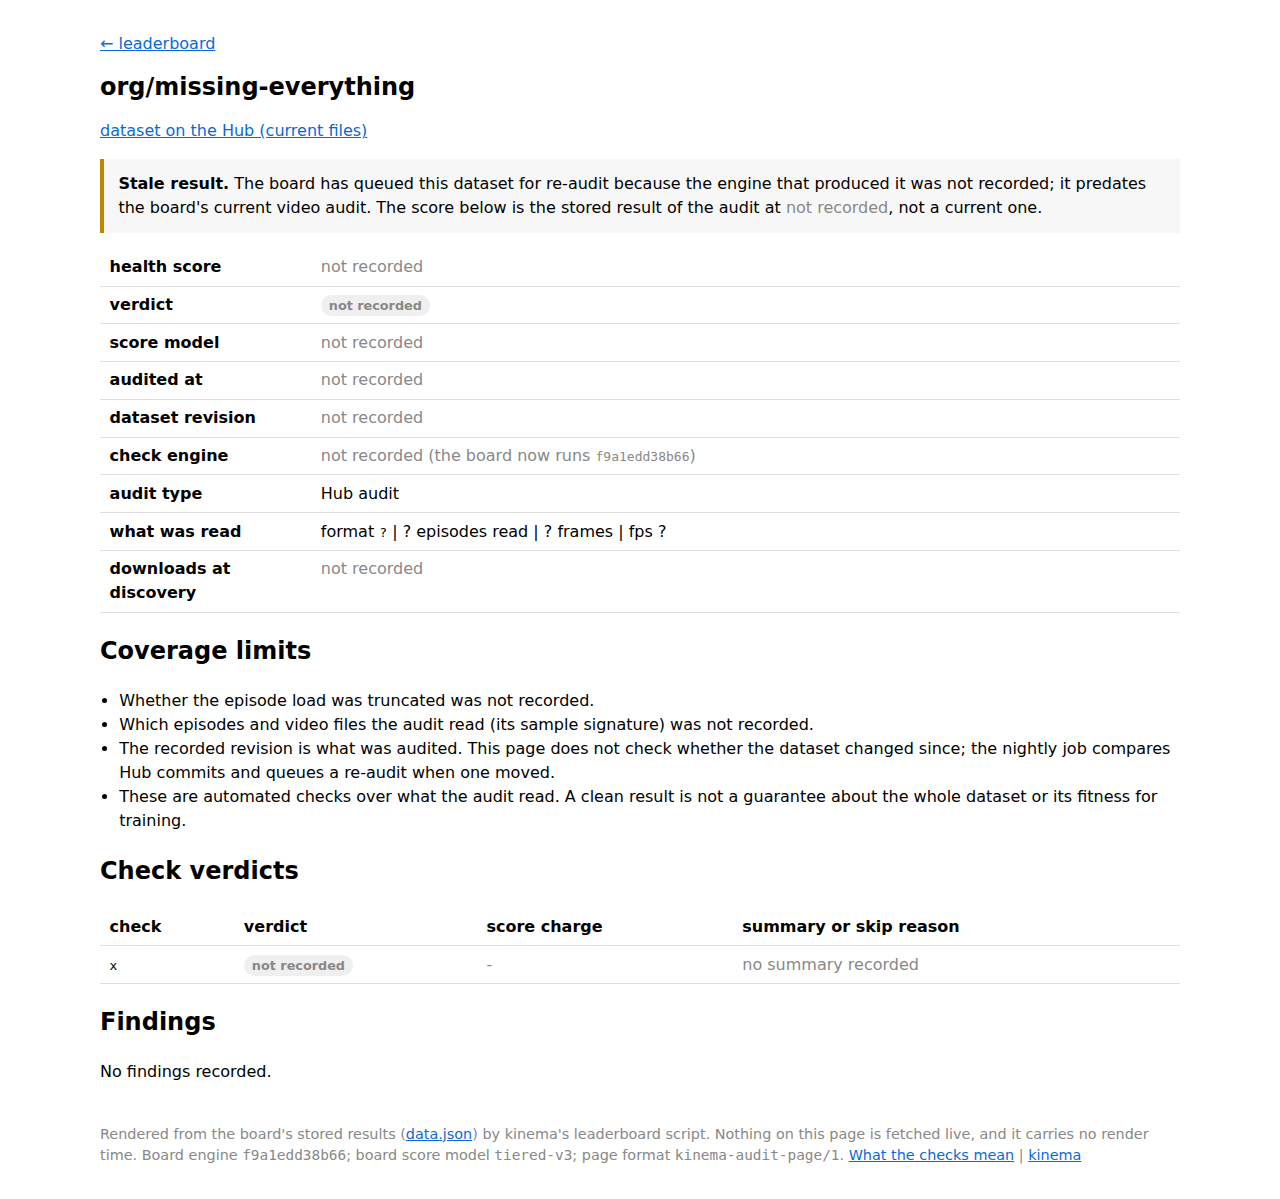 ← leaderboard
org/missing-everything
dataset on the Hub (current files)
Stale result. The board has queued this dataset for re-audit because the engine that produced it was not recorded; it predates
the board's current video audit. The score below is the stored result of the audit at not recorded, not a current one.
health score not recorded
verdict not recorded
score model not recorded
audited at not recorded
dataset revision not recorded
check engine not recorded (the board now runs f9a1edd38b66)
audit type Hub audit
what was read format ? | ? episodes read | ? frames | fps ?
downloads at not recorded
discovery
Coverage limits
• Whether the episode load was truncated was not recorded.
• Which episodes and video files the audit read (its sample signature) was not recorded.
• The recorded revision is what was audited. This page does not check whether the dataset changed since; the nightly job compares
Hub commits and queues a re-audit when one moved.
• These are automated checks over what the audit read. A clean result is not a guarantee about the whole dataset or its fitness for
training.
Check verdicts
check verdict score charge summary or skip reason
x not recorded - no summary recorded
Findings
No findings recorded.
Rendered from the board's stored results (data.json) by kinema's leaderboard script. Nothing on this page is fetched live, and it carries no render
time. Board engine f9a1edd38b66; board score model tiered-v3; page format kinema-audit-page/1. What the checks mean | kinema